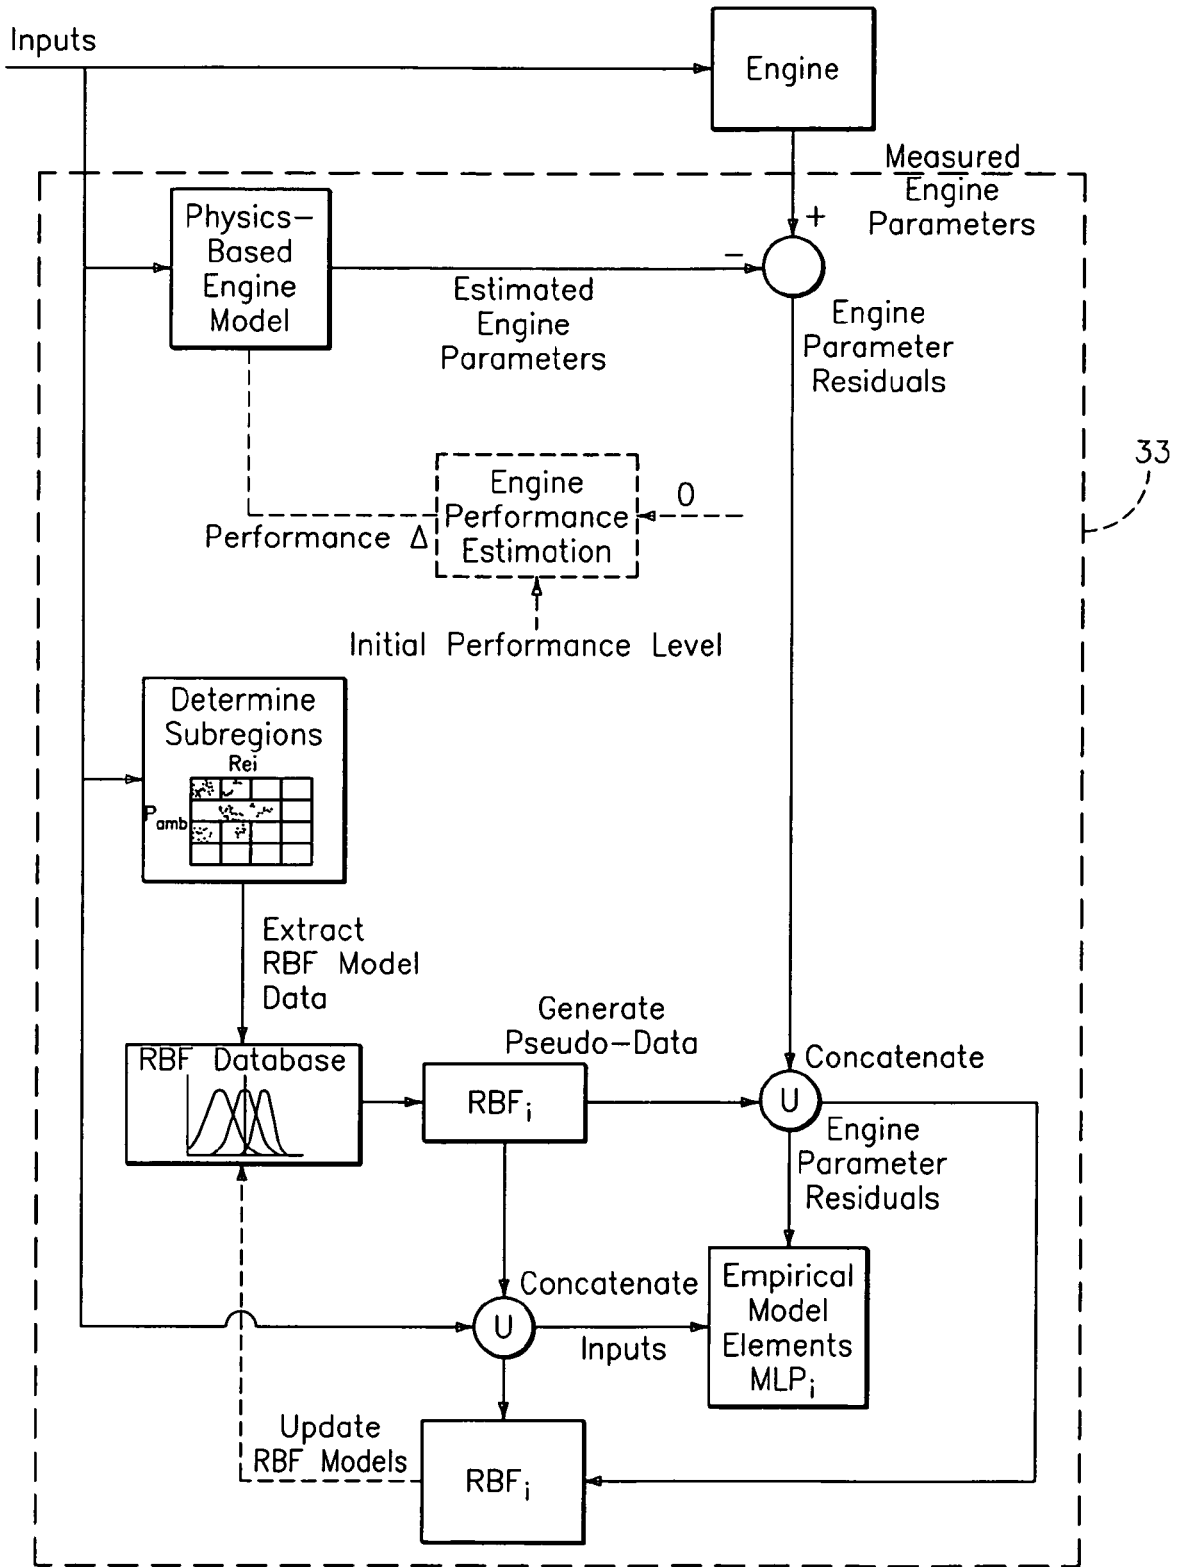 Inputs
Engine
Measured
Engine
Parameters
+
Physics-
Based
Engine
Model
-
Estimated
Engine
Parameters
Engine
Parameter
Residuals
33
Engine
Performance
Estimation
0
Performance Δ
Initial Performance Level
Determine
Subregions
Rei
Pamb
Extract
RBF Model
Data
Generate
Pseudo-Data
RBF Database
RBFi
U
Concatenate
Engine
Parameter
Residuals
Concatenate
U
Inputs
Empirical
Model
Elements
MLPi
Update
RBF Models
RBFi